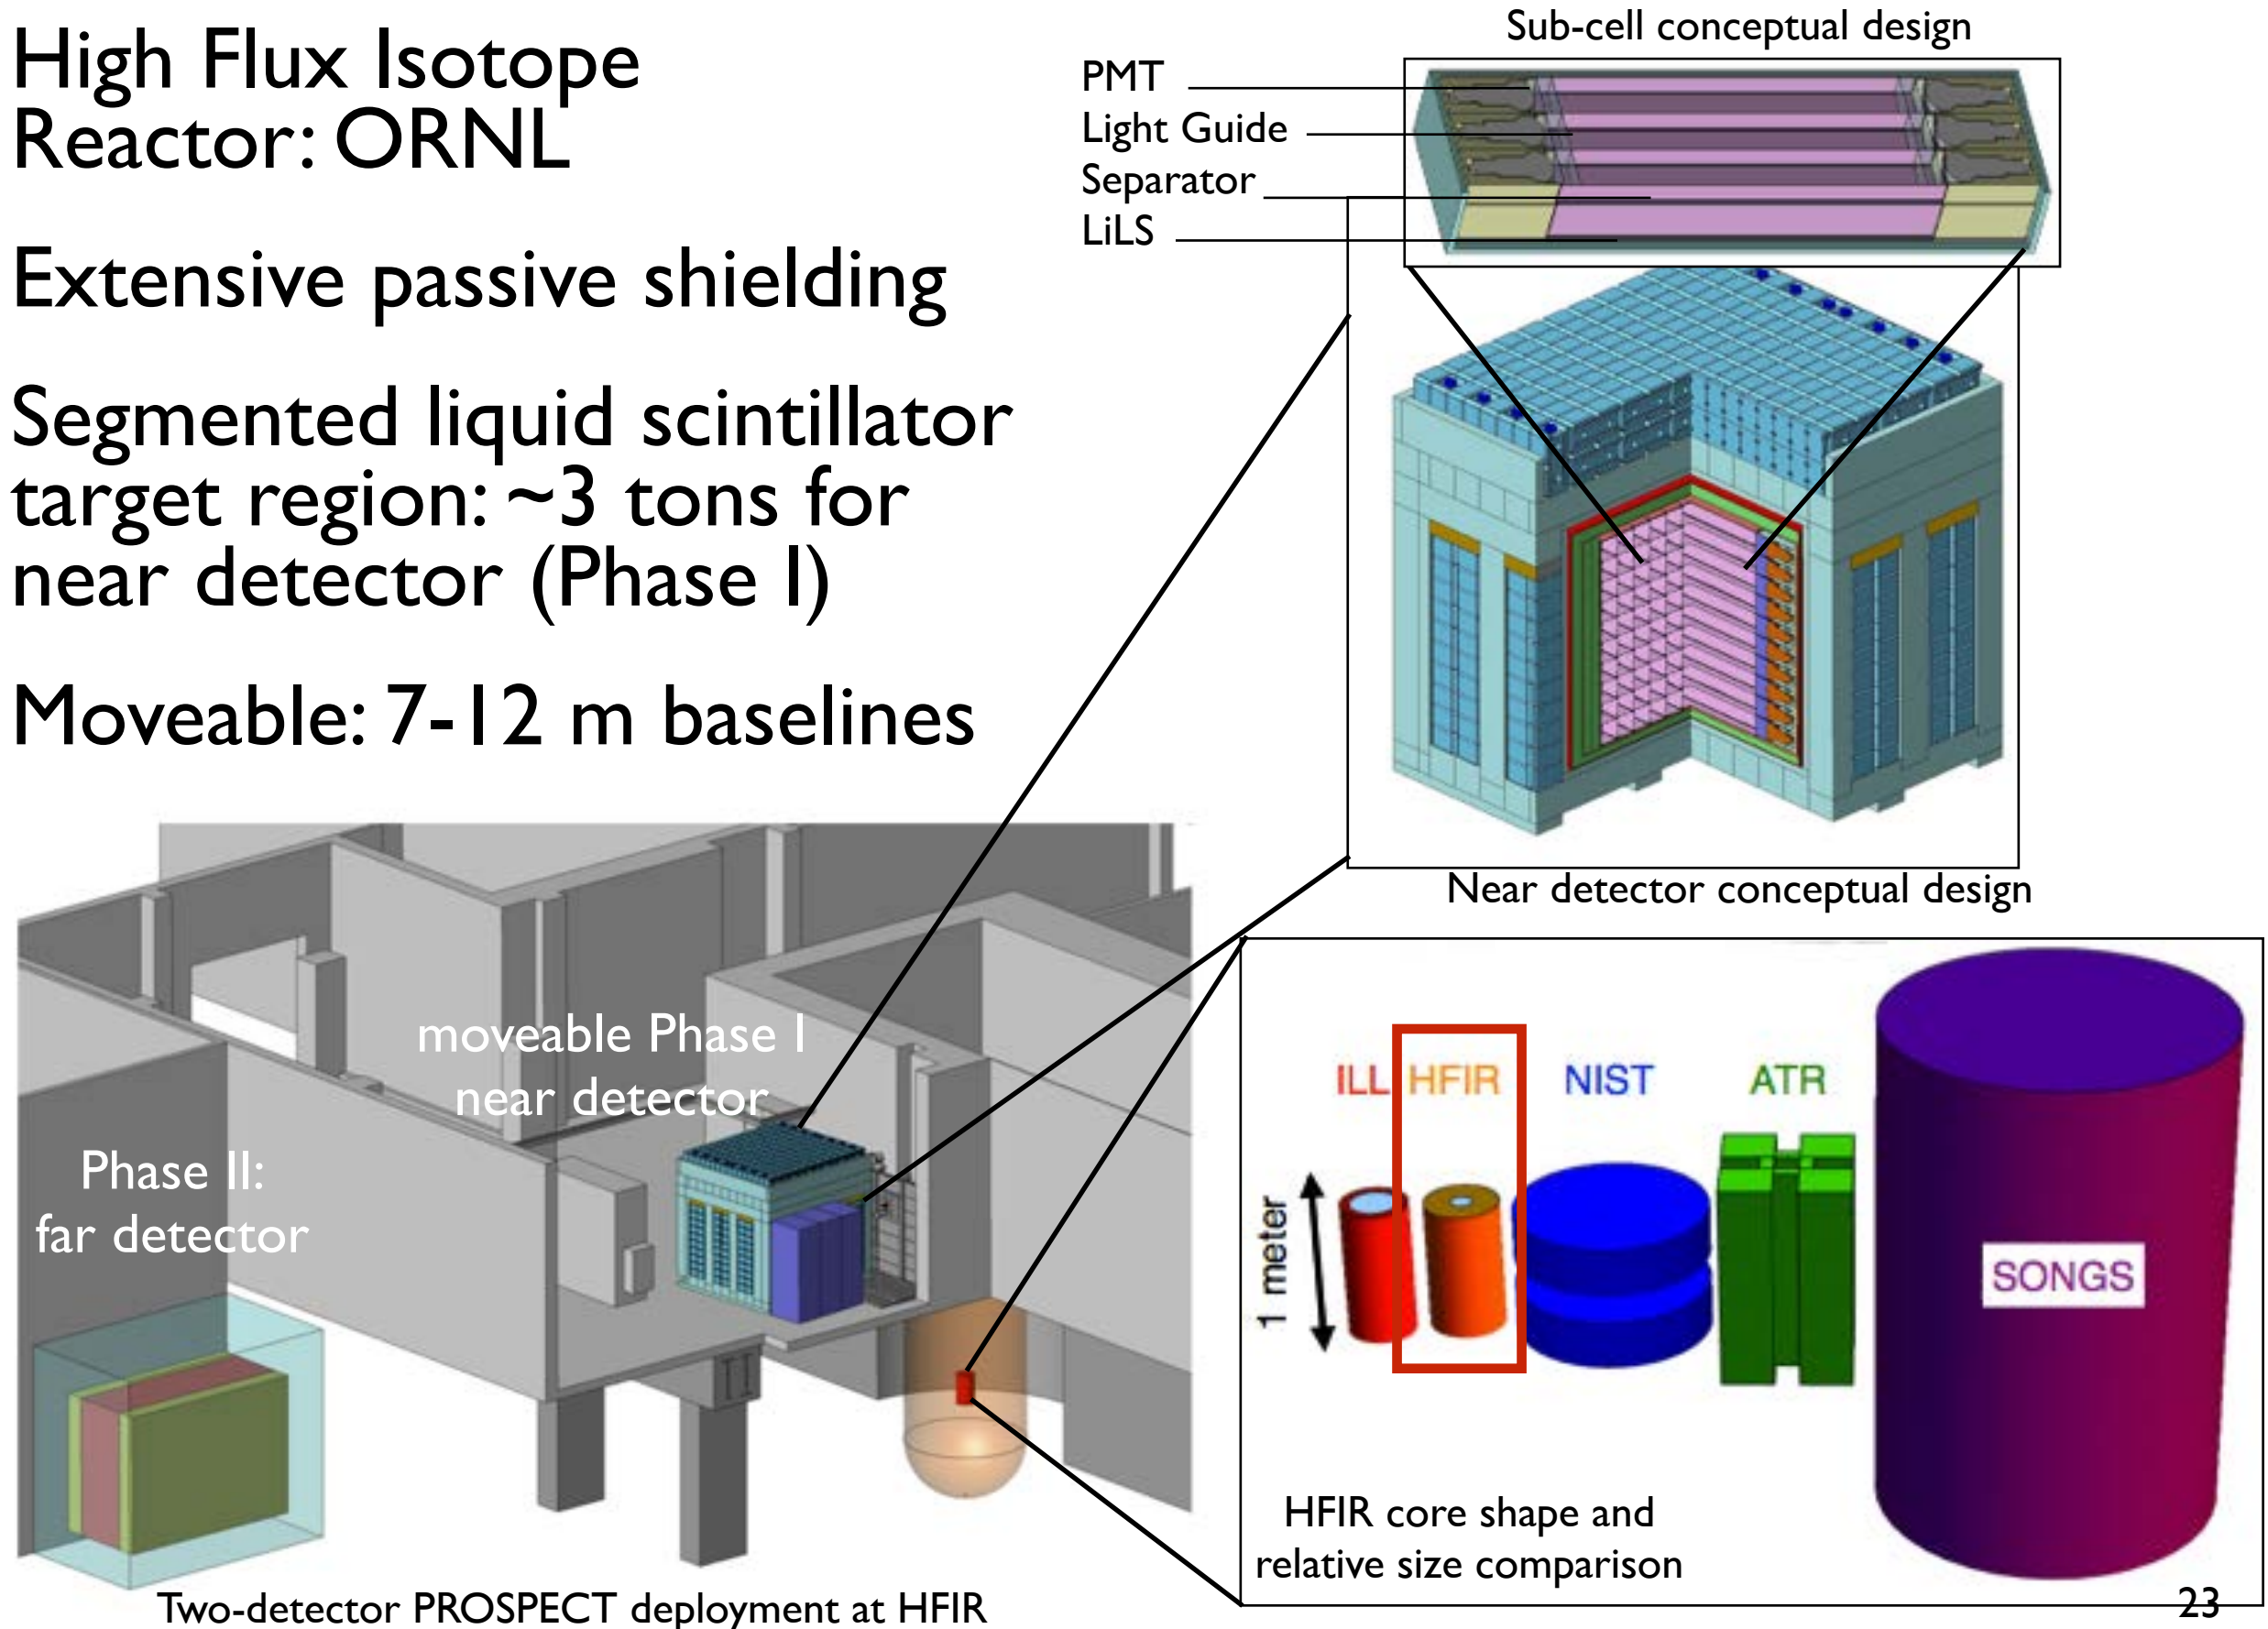 High Flux Isotope
Reactor: ORNL
Extensive passive shielding
Segmented liquid scintillator
target region: ~3 tons for
near detector (Phase I)
Moveable: 7-12 m baselines
Sub-cell conceptual design
PMT
Light Guide
Separator
LiLS
Near detector conceptual design
moveable Phase I
near detector
Phase II:
far detector
Two-detector PROSPECT deployment at HFIR
ILL HFIR NIST ATR
1 meter
SONGS
HFIR core shape and
relative size comparison
23